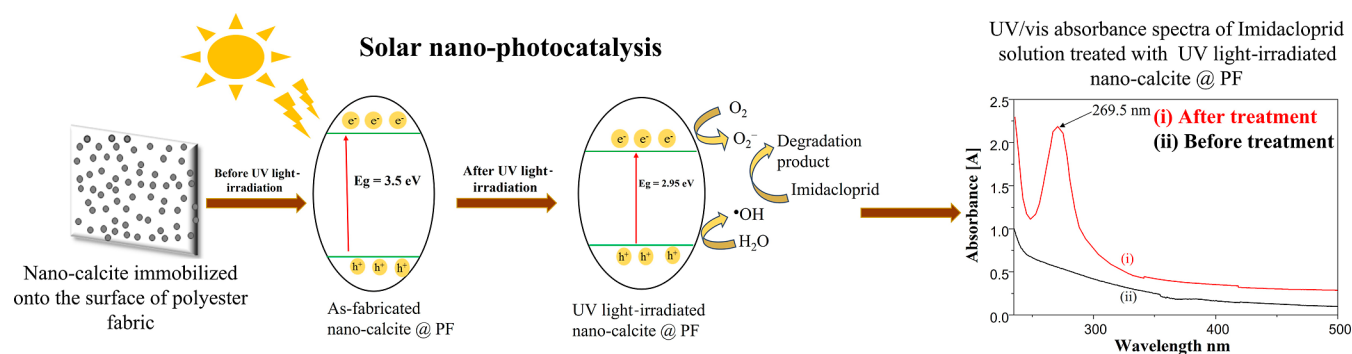 Solar nano-photocatalysis
Nano-calcite immobilized
onto the surface of polyester
fabric
Before UV light-
irradiation
e⁻ e⁻ e⁻
Eg = 3.5 eV
h⁺ h⁺ h⁺
As-fabricated
nano-calcite @ PF
After UV light-
irradiation
e⁻ e⁻ e⁻
Eg = 2.95 eV
h⁺ h⁺ h⁺
UV light-irradiated
nano-calcite @ PF
O₂
O₂⁻
Degradation
product
Imidacloprid
•OH
H₂O
UV/vis absorbance spectra of Imidacloprid
solution treated with UV light-irradiated
nano-calcite @ PF
269.5 nm
(i) After treatment
(ii) Before treatment
Absorbance [A]
2.5
2.0
1.5
1.0
0.5
0.0
(i)
(ii)
300 400 500
Wavelength nm